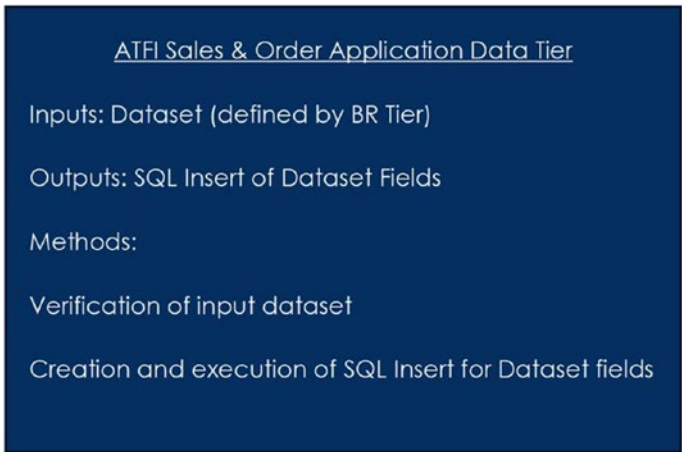 ATFI Sales & Order Application Data Tier
Inputs: Dataset (defined by BR Tier)
Outputs: SQL Insert of Dataset Fields
Methods:
Verification of input dataset
Creation and execution of SQL Insert for Dataset fields